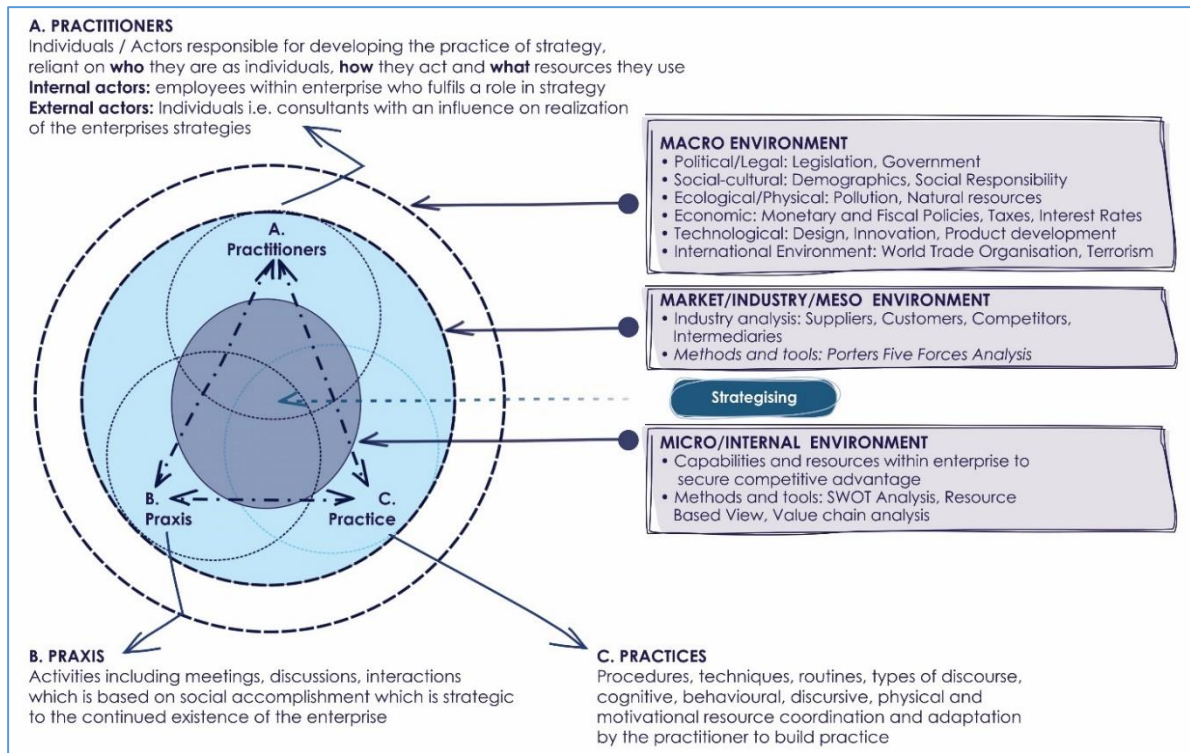 A. PRACTITIONERS
Individuals / Actors responsible for developing the practice of strategy,
reliant on who they are as individuals, how they act and what resources they use
Internal actors: employees within enterprise who fulfils a role in strategy
External actors: Individuals i.e. consultants with an influence on realization
of the enterprises strategies
MACRO ENVIRONMENT
• Political/Legal: Legislation, Government
• Social-cultural: Demographics, Social Responsibility
• Ecological/Physical: Pollution, Natural resources
• Economic: Monetary and Fiscal Policies, Taxes, Interest Rates
• Technological: Design, Innovation, Product development
• International Environment: World Trade Organisation, Terrorism
A.
Practitioners
MARKET/INDUSTRY/MESO ENVIRONMENT
• Industry analysis: Suppliers, Customers, Competitors,
Intermediaries
• Methods and tools: Porters Five Forces Analysis
Strategising
MICRO/INTERNAL ENVIRONMENT
• Capabilities and resources within enterprise to
secure competitive advantage
• Methods and tools: SWOT Analysis, Resource
Based View, Value chain analysis
B.
Praxis
C.
Practice
B. PRAXIS
Activities including meetings, discussions, interactions
which is based on social accomplishment which is strategic
to the continued existence of the enterprise
C. PRACTICES
Procedures, techniques, routines, types of discourse,
cognitive, behavioural, discursive, physical and
motivational resource coordination and adaptation
by the practitioner to build practice